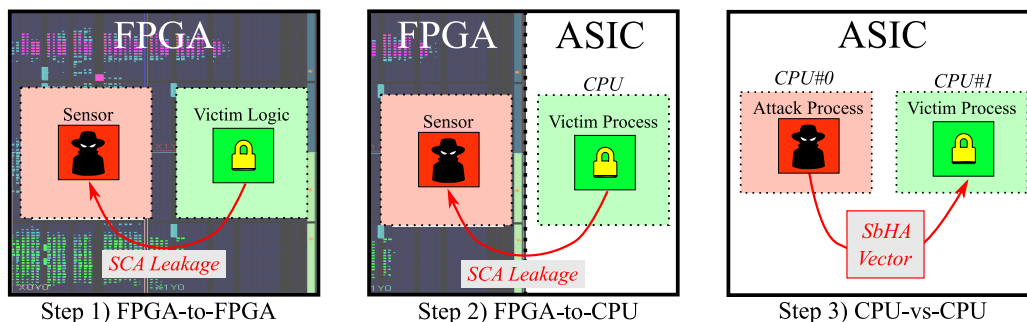 FPGA
Sensor
Victim Logic
SCA Leakage
X0Y0
X1Y0
Step 1) FPGA-to-FPGA
FPGA
ASIC
CPU
Sensor
Victim Process
SCA Leakage
Step 2) FPGA-to-CPU
ASIC
CPU#0
CPU#1
Attack Process
Victim Process
SbHA
Vector
Step 3) CPU-vs-CPU